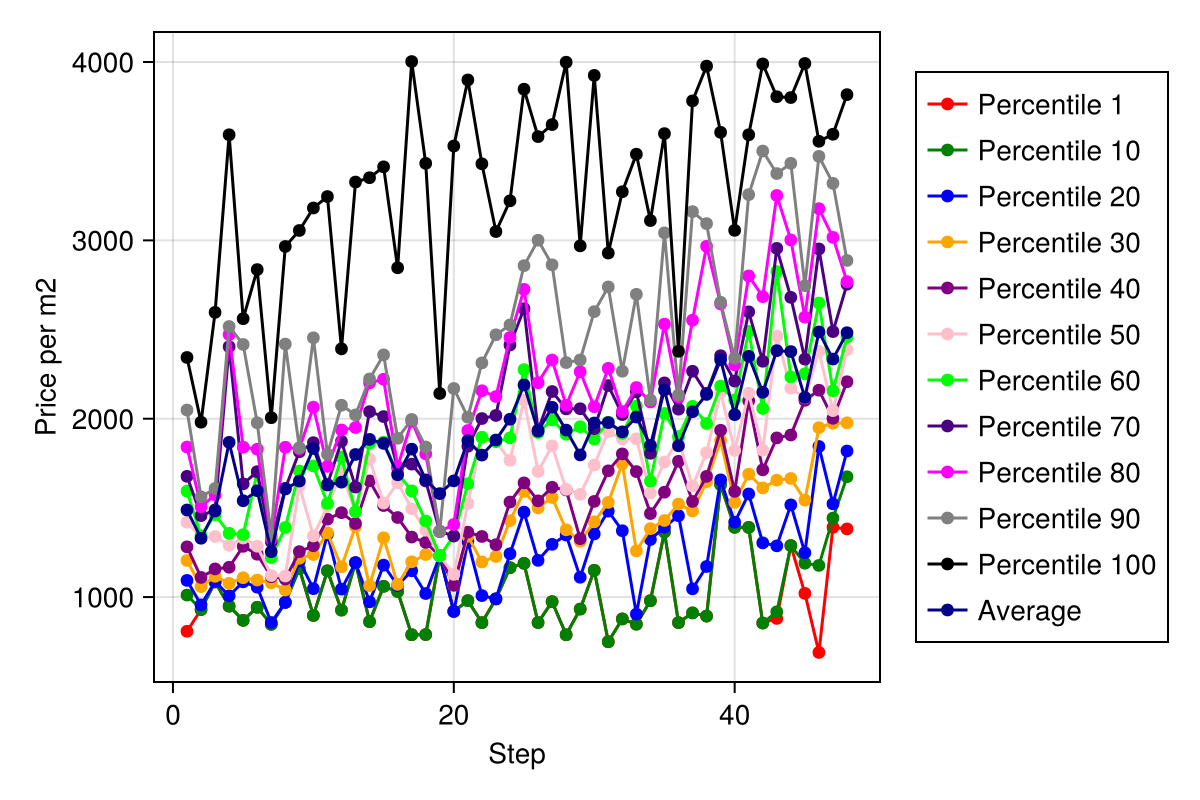 4000
3000
2000
1000
Price per m2
0
20
40
Step
Percentile 1
Percentile 10
Percentile 20
Percentile 30
Percentile 40
Percentile 50
Percentile 60
Percentile 70
Percentile 80
Percentile 90
Percentile 100
Average